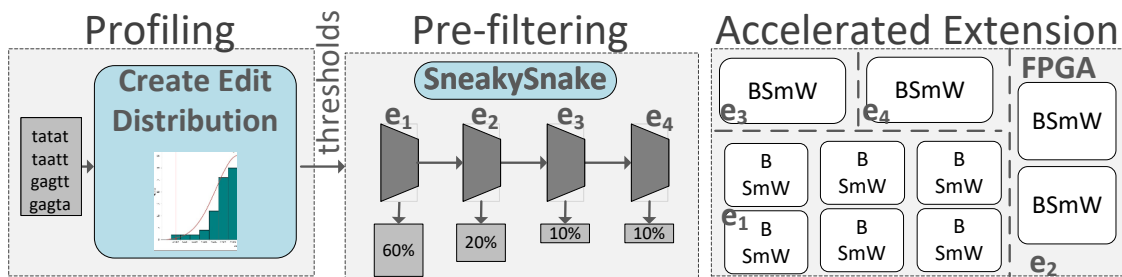 Profiling
thresholds
Pre-filtering
Accelerated Extension
Create Edit
Distribution
tatat
taatt
gagtt
gagta
SneakySnake
e1
e2
e3
e4
60%
20%
10%
10%
FPGA
BSmW
e3
BSmW
e4
BSmW
BSmW
e2
B
SmW
B
SmW
B
SmW
e1
B
SmW
B
SmW
B
SmW